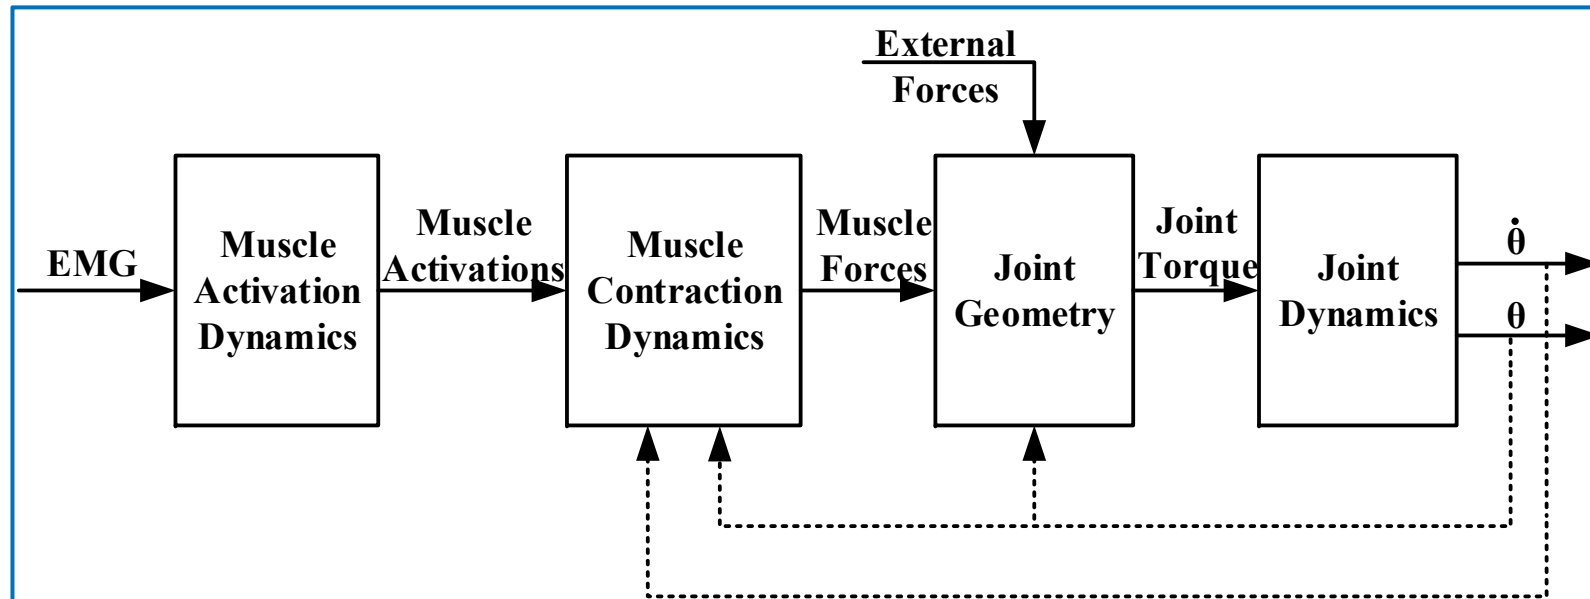 External
Forces
EMG
Muscle
Activation
Dynamics
Muscle
Activations
Muscle
Contraction
Dynamics
Muscle
Forces
Joint
Geometry
Joint
Torque
Joint
Dynamics
θ̇
θ